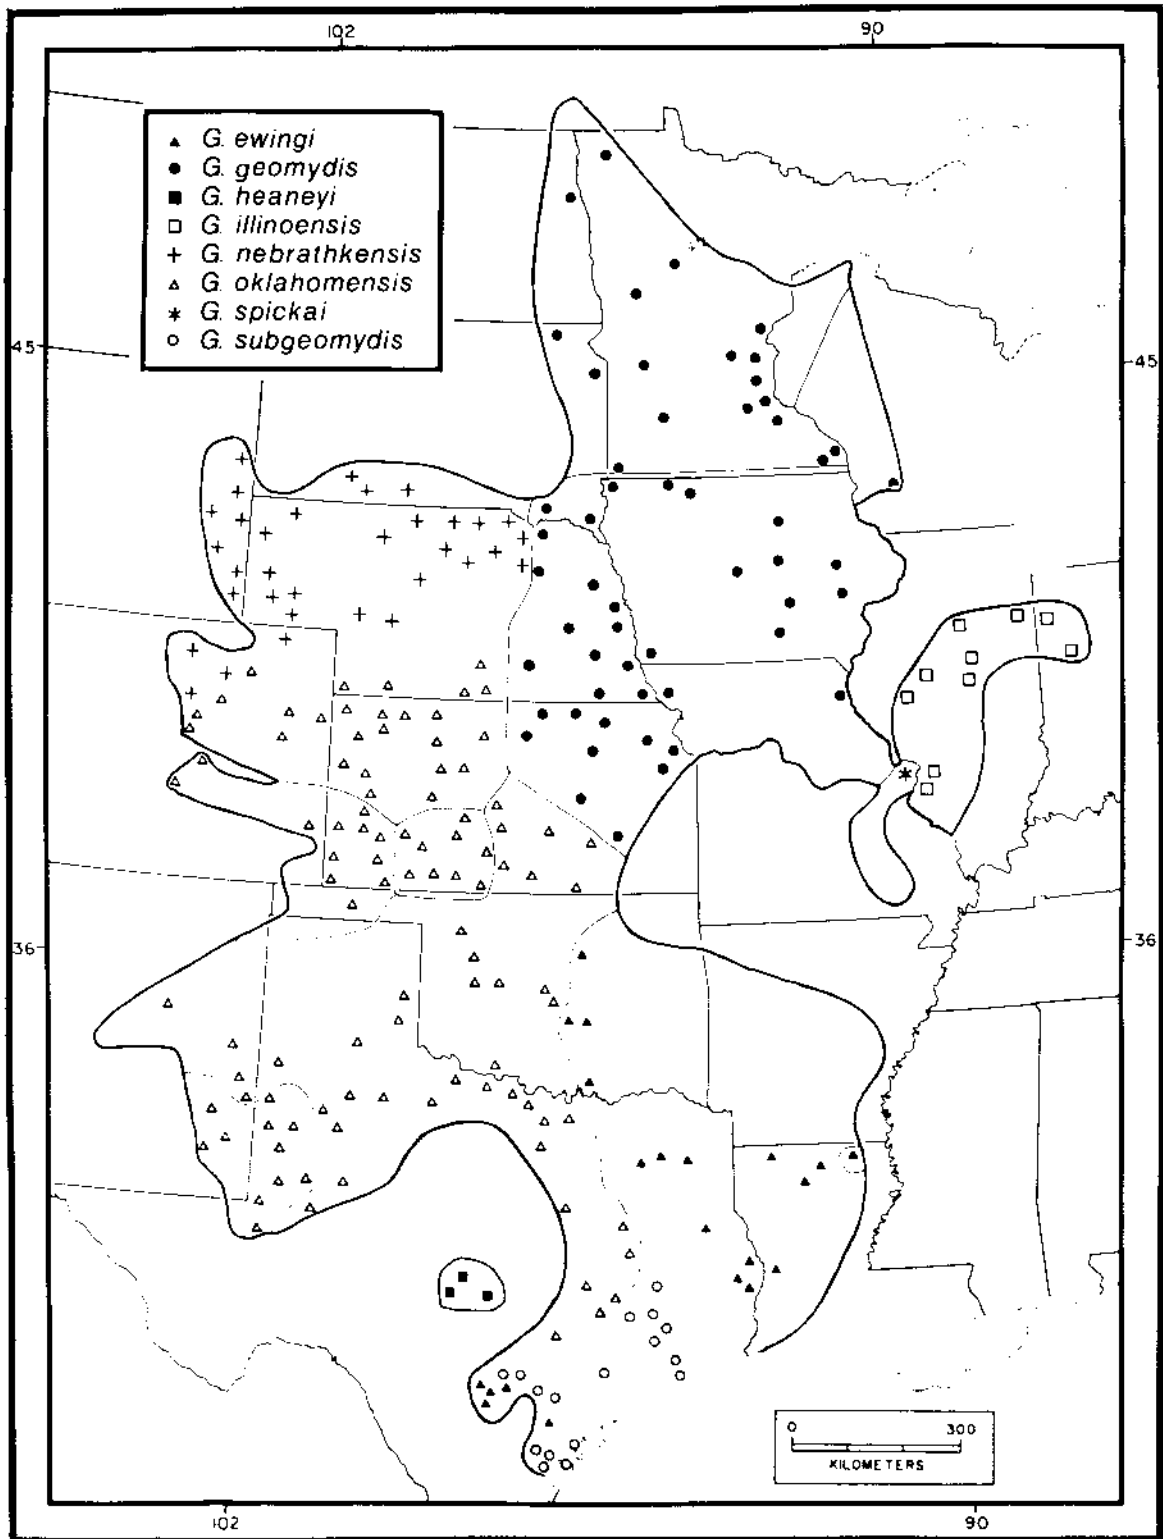 102
90
G. ewingi
G. geomydis
G. heaneyi
G. illinoensis
G. nebrathkensis
G. oklahomensis
G. spickai
G. subgeomydis
45
45
36
36
0 300
KILOMETERS
102
90